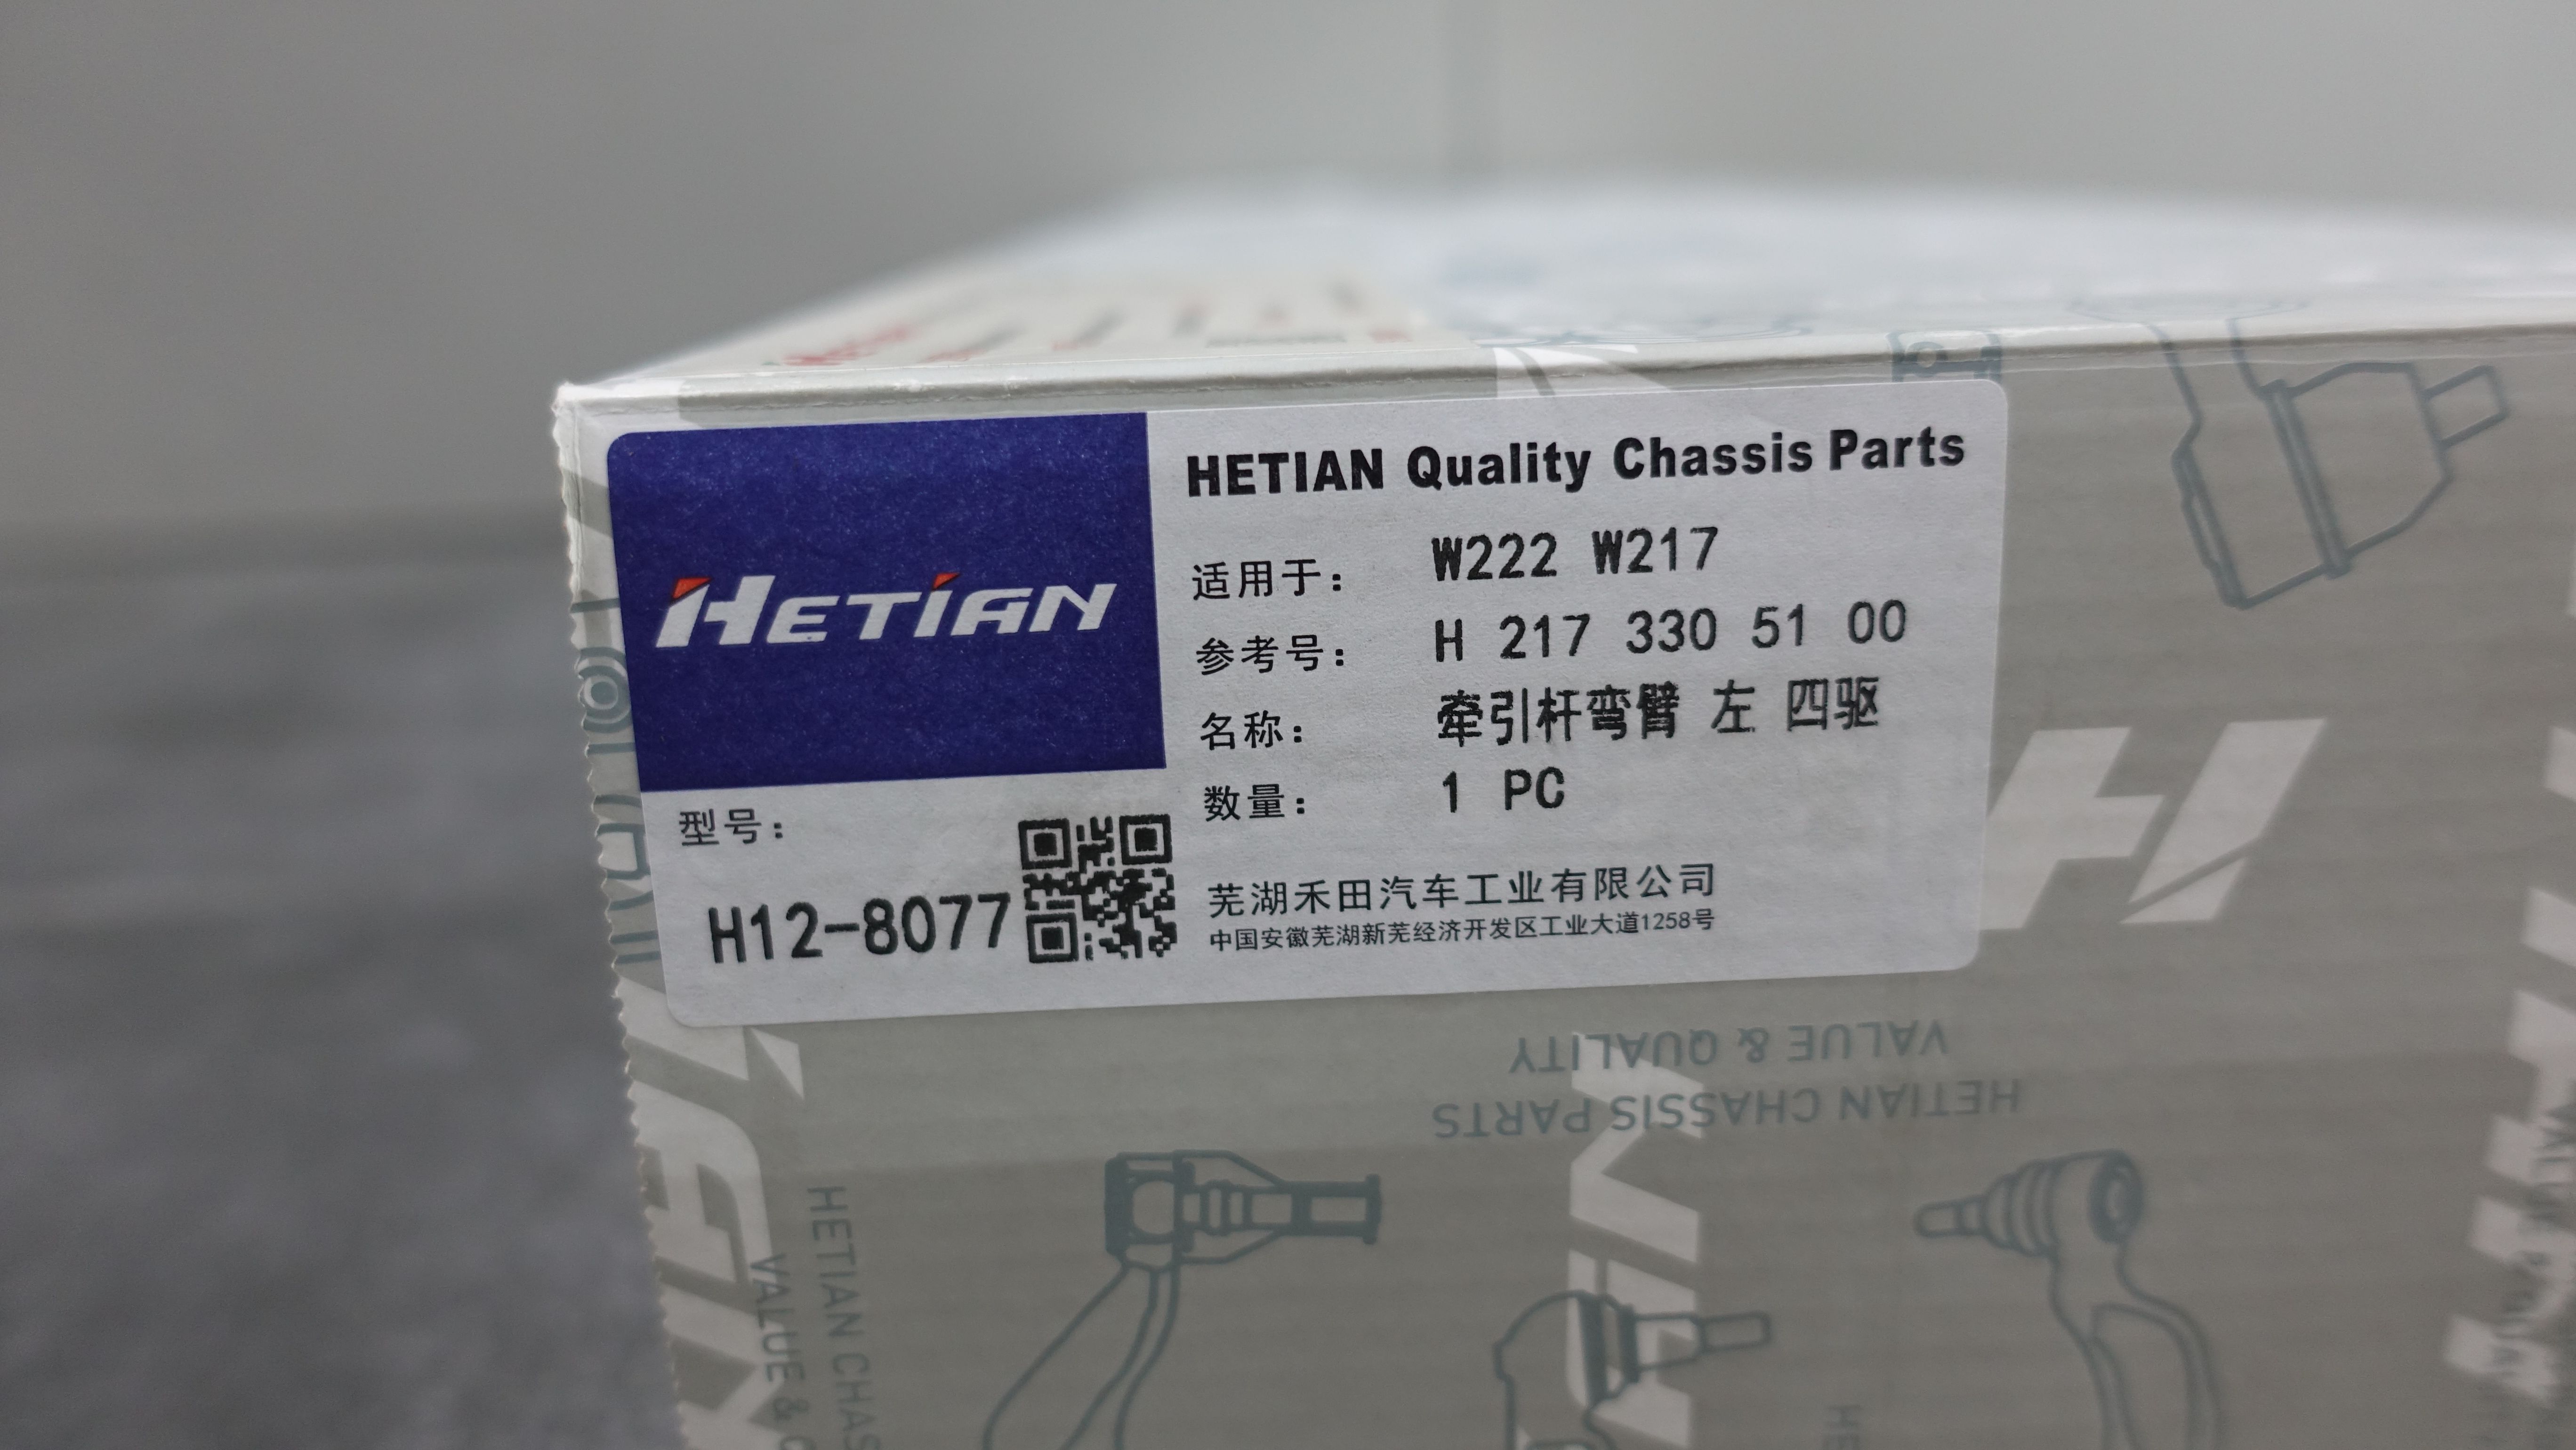 HETIAN
HETIAN Quality Chassis Parts
适用于： W222 W217
参考号： H 217 330 51 00
名称： 牵引杆弯臂 左 四驱
数量： 1 PC
型号：
H12-8077
芜湖禾田汽车工业有限公司
中国安徽芜湖新芜经济开发区工业大道1258号
HETIAN CHASSIS PARTS
VALUE & QUALITY
HETIAN CHAS
VALUE &
H